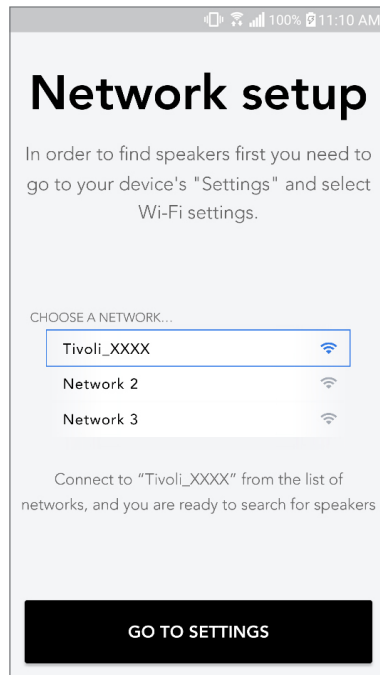 100% 11:10 AM
Network setup
In order to find speakers first you need to
go to your device's "Settings" and select
Wi-Fi settings.
CHOOSE A NETWORK...
Tivoli_XXXX
Network 2
Network 3
Connect to “Tivoli_XXXX” from the list of
networks, and you are ready to search for speakers
GO TO SETTINGS